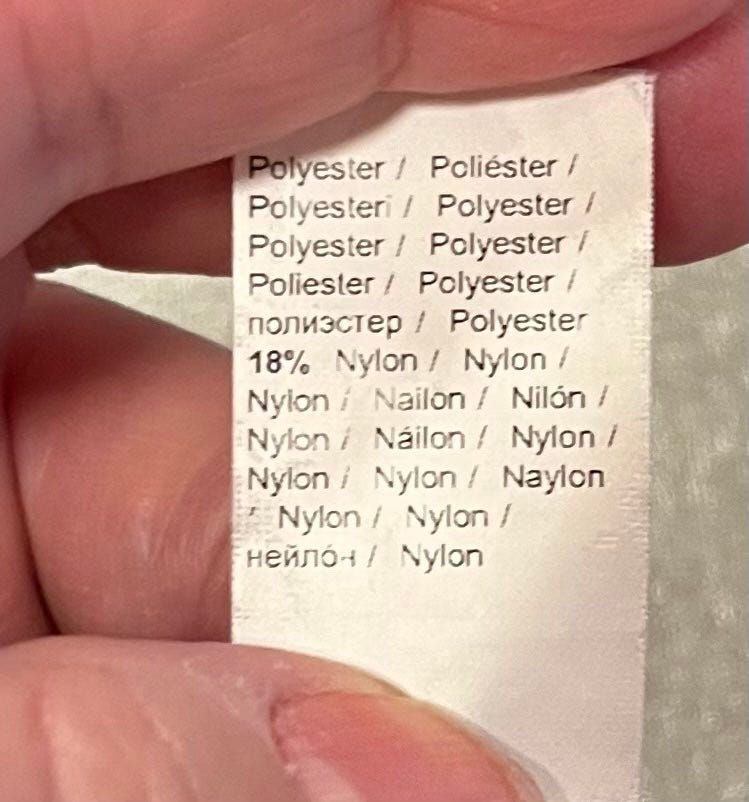 Polyester / Poliéster /
Polyesteri / Polyester /
Polyester / Polyester /
Poliester / Polyester /
полиэстер / Polyester
18% Nylon / Nylon /
Nylon / Nailon / Nilón /
Nylon / Náilon / Nylon /
Nylon / Nylon / Naylon
/ Nylon / Nylon /
нейло́н / Nylon